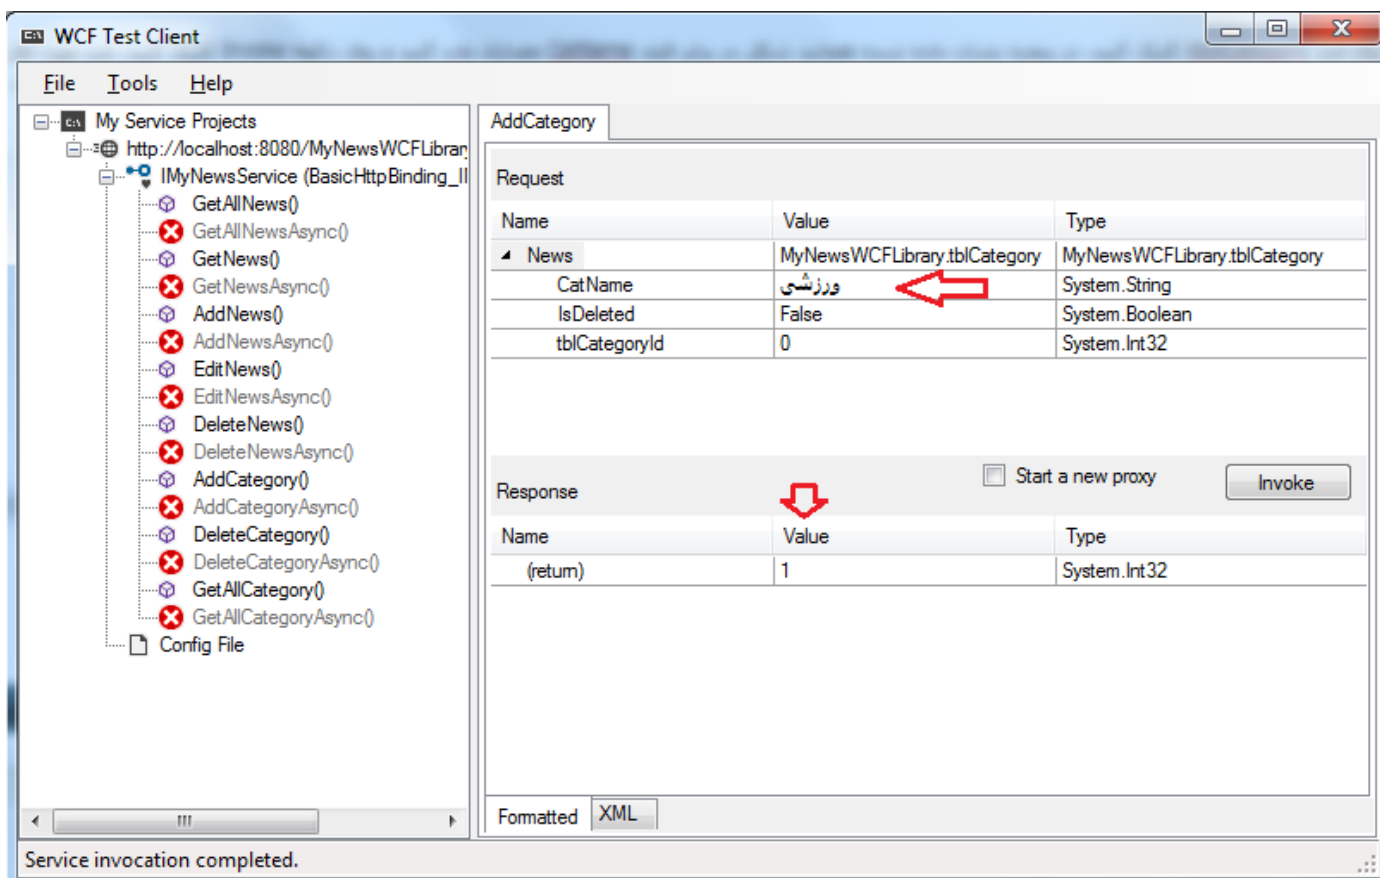 WCF Test Client
File Tools Help
My Service Projects
http://localhost:8080/MyNewsWCFLibrar
IMyNewsService (BasicHttpBinding_I
GetAllNews()
GetAllNewsAsync()
GetNews()
GetNewsAsync()
AddNews()
AddNewsAsync()
EditNews()
EditNewsAsync()
DeleteNews()
DeleteNewsAsync()
AddCategory()
AddCategoryAsync()
DeleteCategory()
DeleteCategoryAsync()
GetAllCategory()
GetAllCategoryAsync()
Config File
AddCategory
Request
Name Value Type
News MyNewsWCFLibrary.tblCategory MyNewsWCFLibrary.tblCategory
CatName ورزشی System.String
IsDeleted False System.Boolean
tblCategoryId 0 System.Int32
Response Start a new proxy Invoke
Name Value Type
(return) 1 System.Int32
Formatted XML
Service invocation completed.